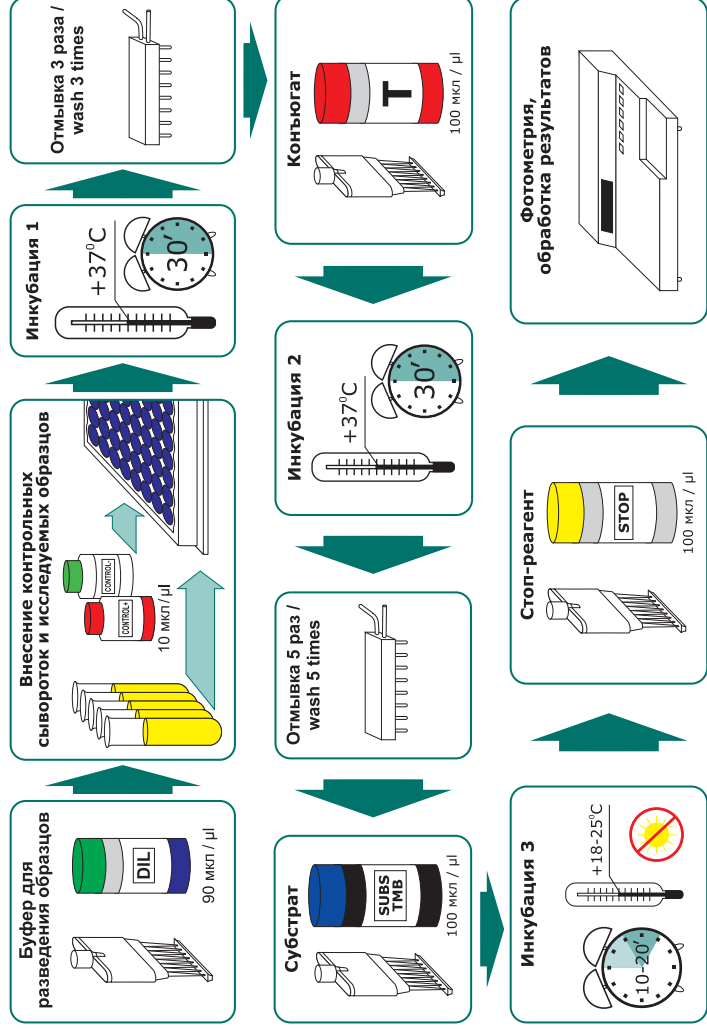 Буфер для
разведения образцов
DIL
90 мкл / µl
Внесение контрольных
сывороток и исследуемых образцов
CONTROL+
CONTROL-
10 мкл/µl
Инкубация 1
+37⁰C
30′
Отмывка 3 раза /
wash 3 times
Конъюгат
T
100 мкл / µl
Инкубация 2
+37⁰C
30′
Отмывка 5 раз /
wash 5 times
Субстрат
SUBS
TMB
100 мкл / µl
Инкубация 3
10-20′
+18-25⁰C
Стоп-реагент
STOP
100 мкл / µl
Фотометрия,
обработка результатов